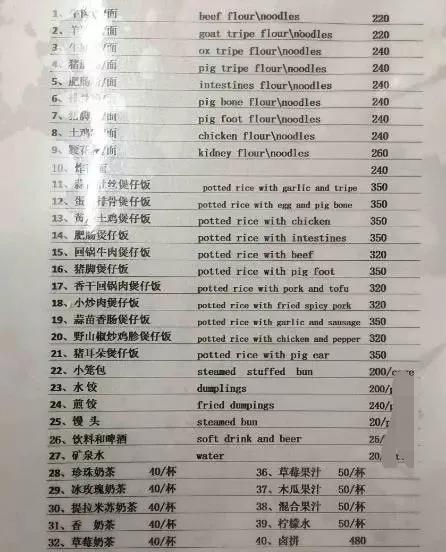 1、 /面 beef flour\noodles 220
2、 /面 goat tripe flour\noodles 220
3、 /面 ox tripe flour\noodles 240
4、猪 /面 pig tripe flour\noodles 240
5、肥肠 /面 intestines flour\noodles 240
6、 /面 pig bone flour\noodles 240
7、 /面 pig foot flour\noodles 240
8、土鸡 /面 chicken flour\noodles 240
9、 /面 kidney flour\noodles 260
10、炸 面 240
11、蒜 丝煲仔饭 potted rice with garlic and tripe 350
12、蛋 排骨煲仔饭 potted rice with egg and pig bone 350
13、 土鸡煲仔饭 potted rice with chicken 350
14、肥肠煲仔饭 potted rice with intestines 350
15、回锅牛肉煲仔饭 potted rice with beef 320
16、猪脚煲仔饭 potted rice with pig foot 350
17、香干回锅肉煲仔饭 potted rice with pork and tofu 320
18、小炒肉煲仔饭 potted rice with fried spicy pork 320
19、蒜苗香肠煲仔饭 potted rice with garlic and sausage 350
20、野山椒炒鸡胗煲仔饭 potted rice with chicken and pepper 320
21、猪耳朵煲仔饭 potted rice with pig ear 350
22、小笼包 steamed stuffed bun 200/
23、水 饺 dumplings 200/
24、煎饺 fried dumpings 240/
25、馒 头 steamed bun 20/
26、饮料和啤酒 soft drink and beer 25/
27、矿泉水 water 20
28、珍珠奶茶 40/杯 36、草莓果汁 50/杯
29、冰玫瑰奶茶 40/杯 37、木瓜果汁 50/杯
30、提拉米苏奶茶 40/杯 38、混合果汁 50/杯
31、香 奶茶 40/杯 39、柠檬水 50/杯
32、草莓奶茶 40/杯 40、卤拼 480